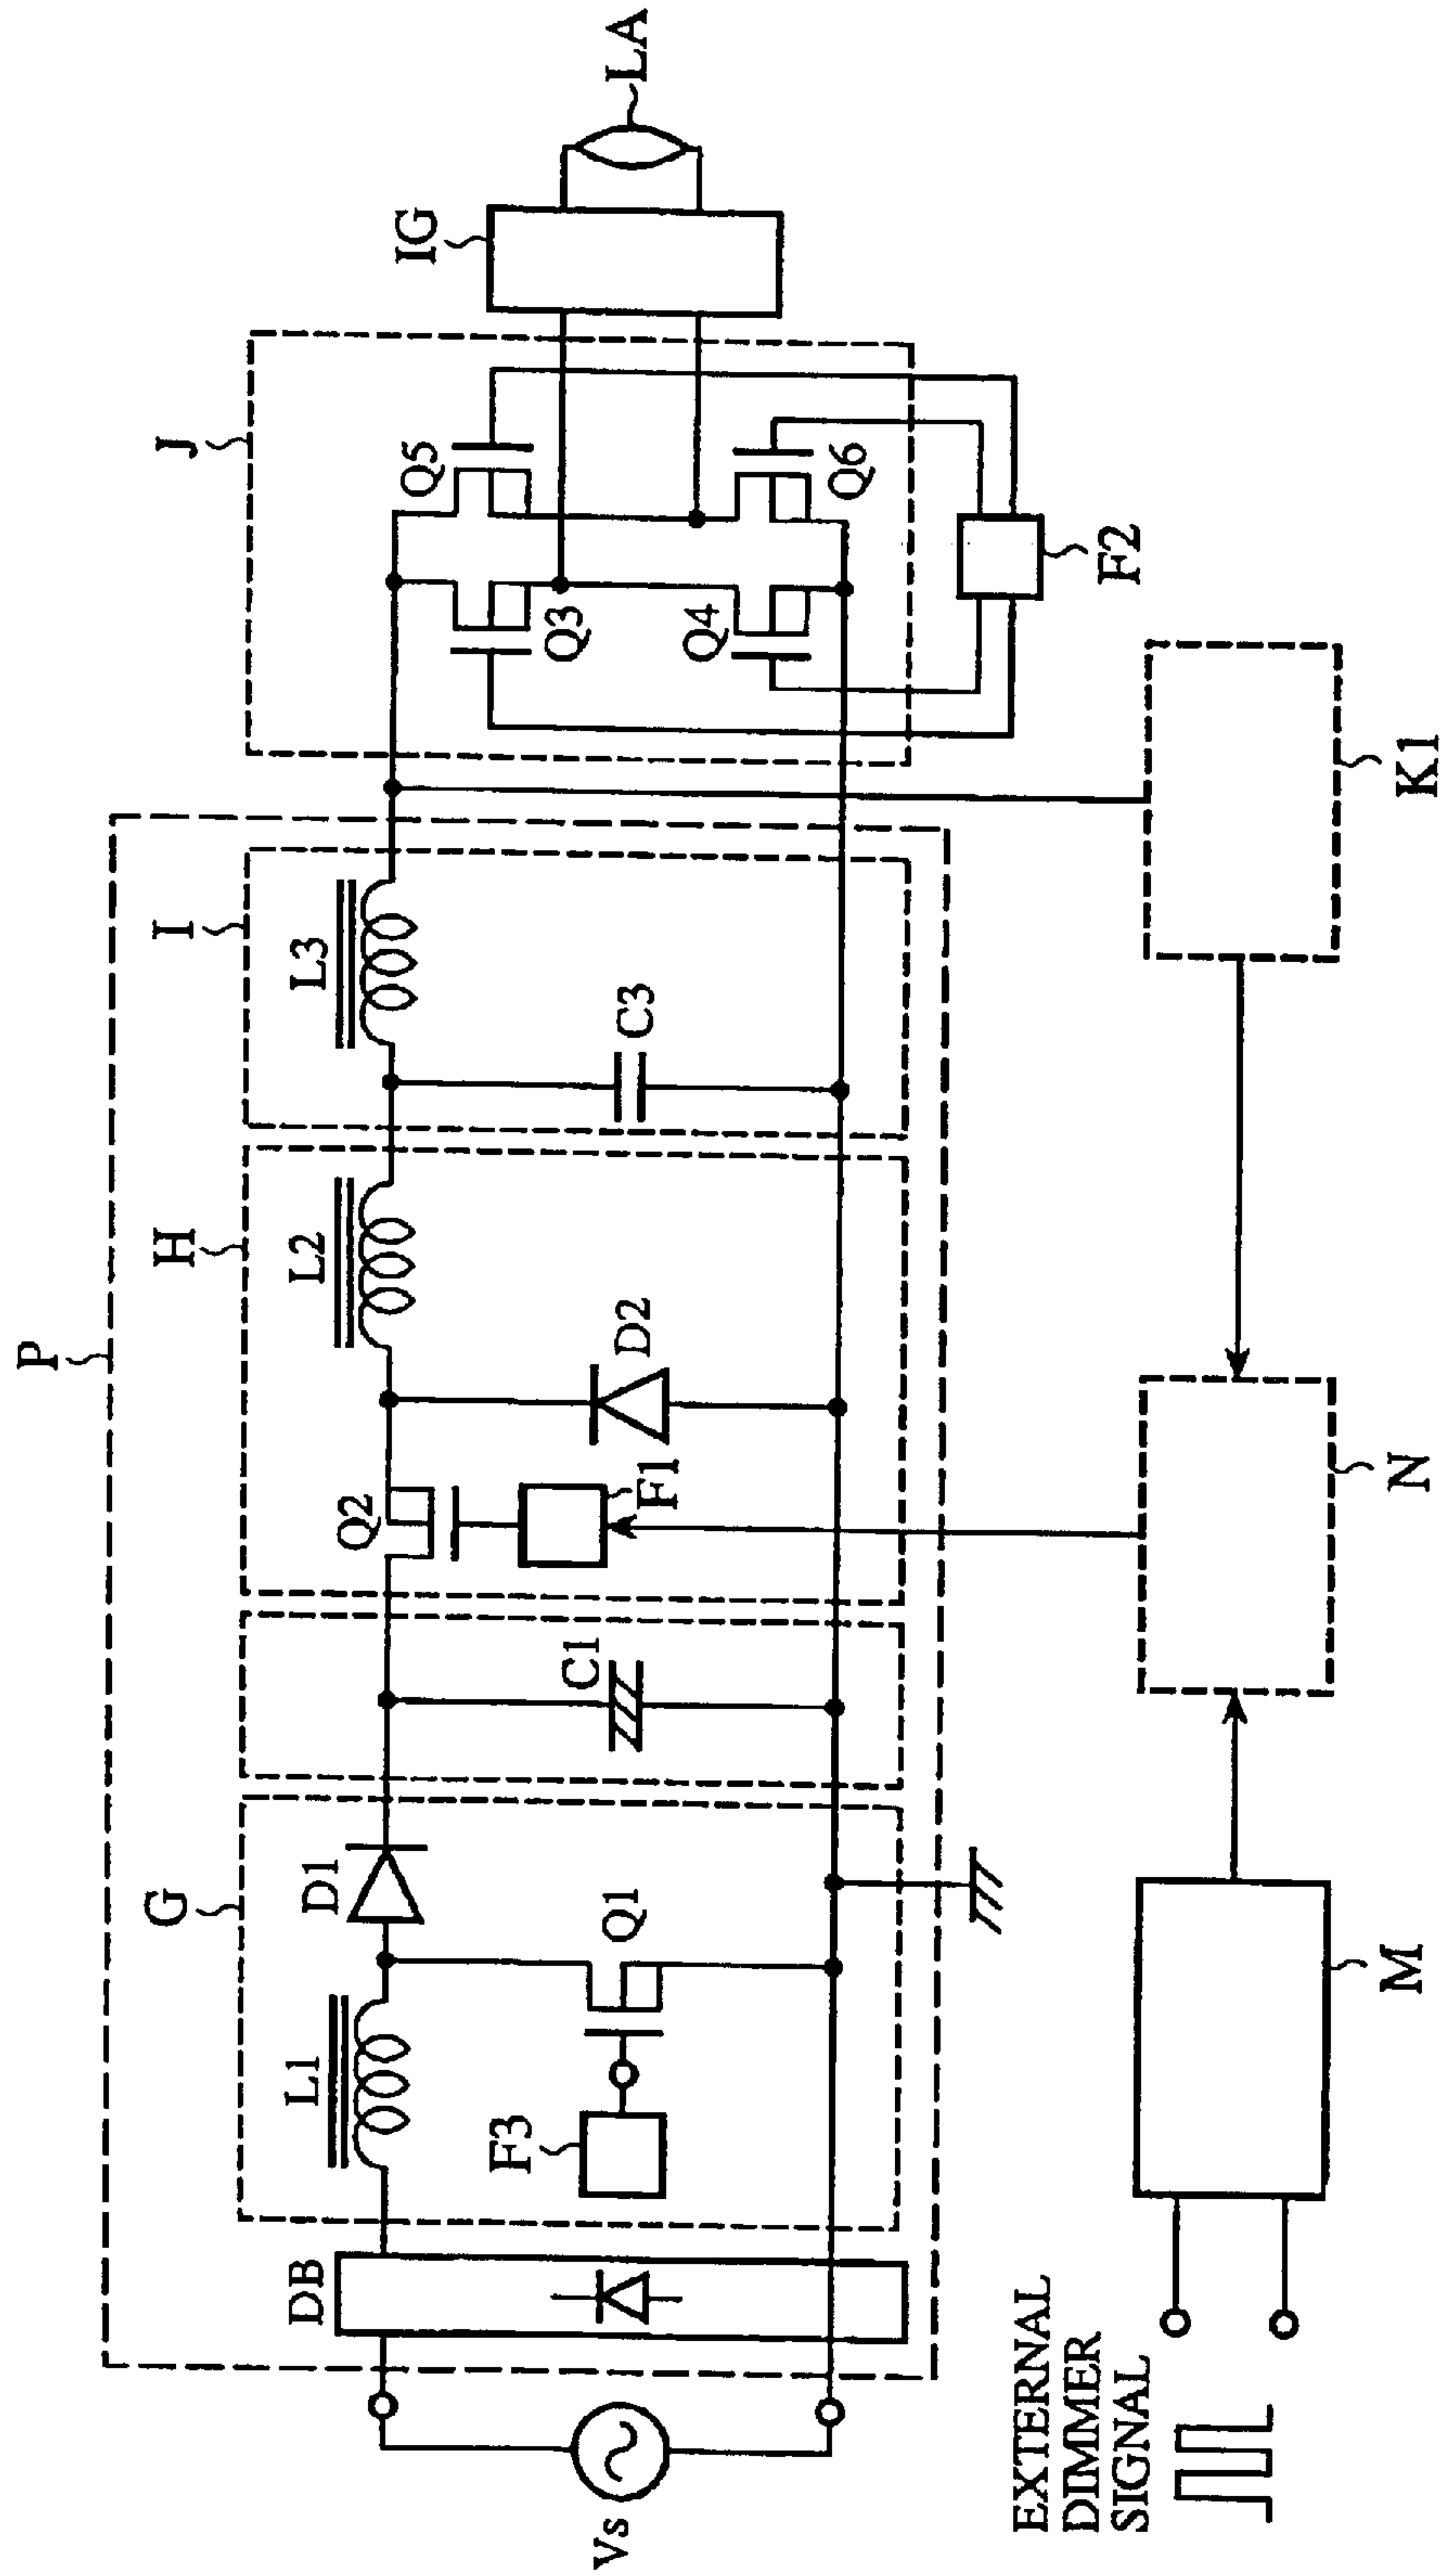 P
G
H
I
J
DB
L1
D1
F3
Q1
C1
Q2
F1
L2
D2
L3
C3
Q3
Q5
Q4
Q6
IG
LA
Vs
F2
EXTERNAL
DIMMER
SIGNAL
M
N
K1